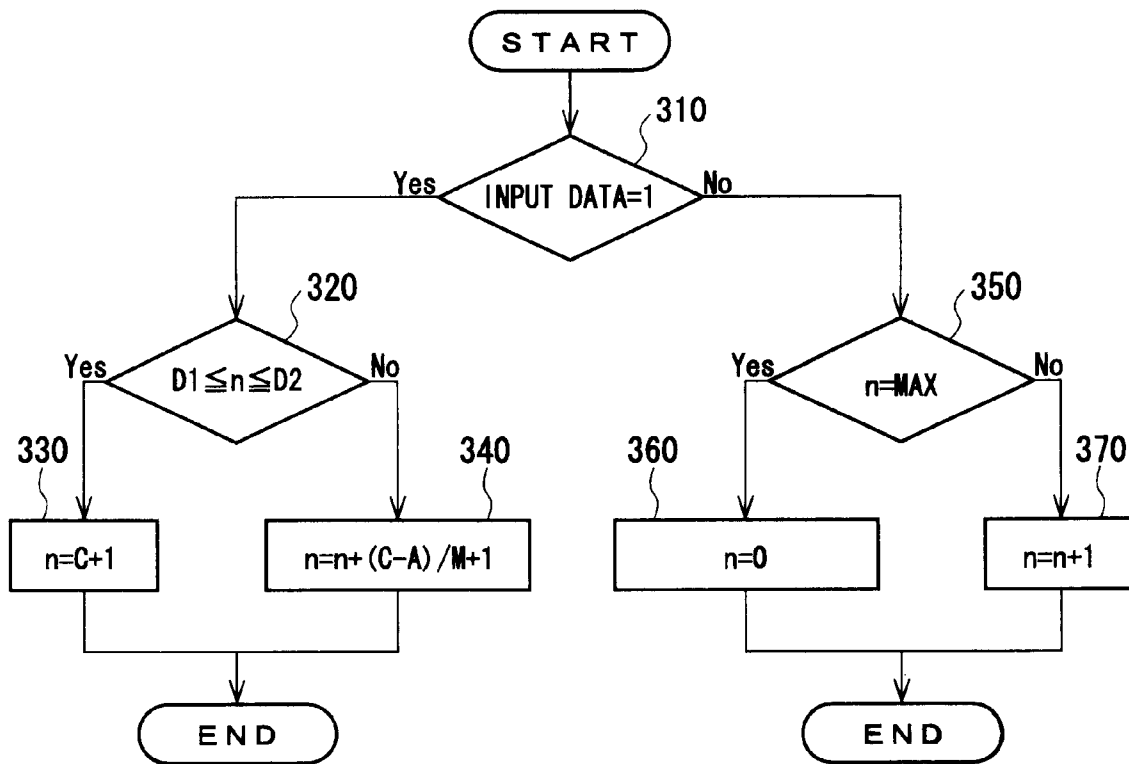 START
310
Yes
INPUT DATA=1
No
320
350
Yes
D1≦n≦D2
No
Yes
n=MAX
No
330
340
360
370
n=C+1
n=n+(C-A)/M+1
n=0
n=n+1
END
END